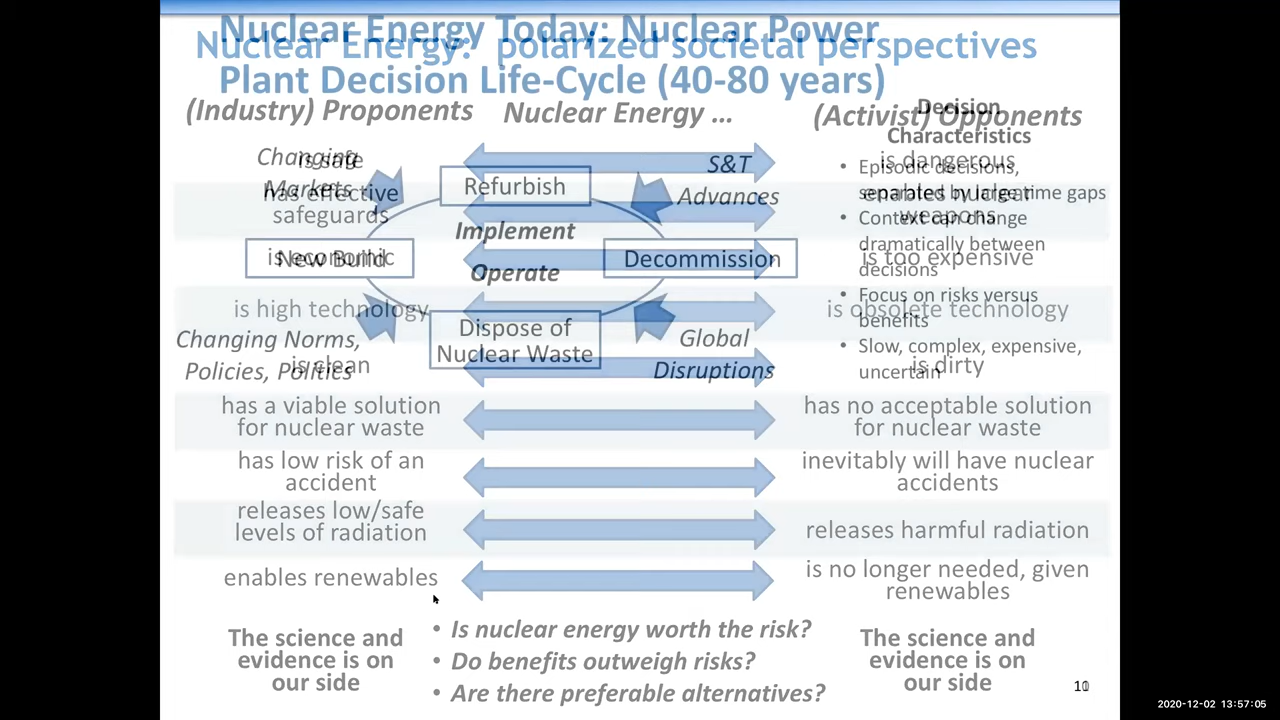 Nuclear Energy Today: Nuclear Power
Plant Decision Life-Cycle (40-80 years)
Nuclear Energy: polarized societal perspectives
(Industry) Proponents
Nuclear Energy …
(Activist) Opponents
is safe
is dangerous
has effective
safeguards
enabled nuclear
weapons
is economic
is too expensive
is high technology
is obsolete technology
is clean
is dirty
has a viable solution
for nuclear waste
has no acceptable solution
for nuclear waste
has low risk of an
accident
inevitably will have nuclear
accidents
releases low/safe
levels of radiation
releases harmful radiation
enables renewables
is no longer needed, given
renewables
The science and
evidence is on
our side
• Is nuclear energy worth the risk?
• Do benefits outweigh risks?
• Are there preferable alternatives?
The science and
evidence is on
our side
Changing
Markets
S&T
Advances
Refurbish
Implement
Operate
New Build
Decommission
Dispose of
Nuclear Waste
Changing Norms,
Policies, Politics
Global
Disruptions
Decision
Characteristics
• Episodic decisions,
separated by large time gaps
• Context can change
dramatically between
decisions
• Focus on risks versus
benefits
• Slow, complex, expensive,
uncertain
2020-12-02 13:57:05